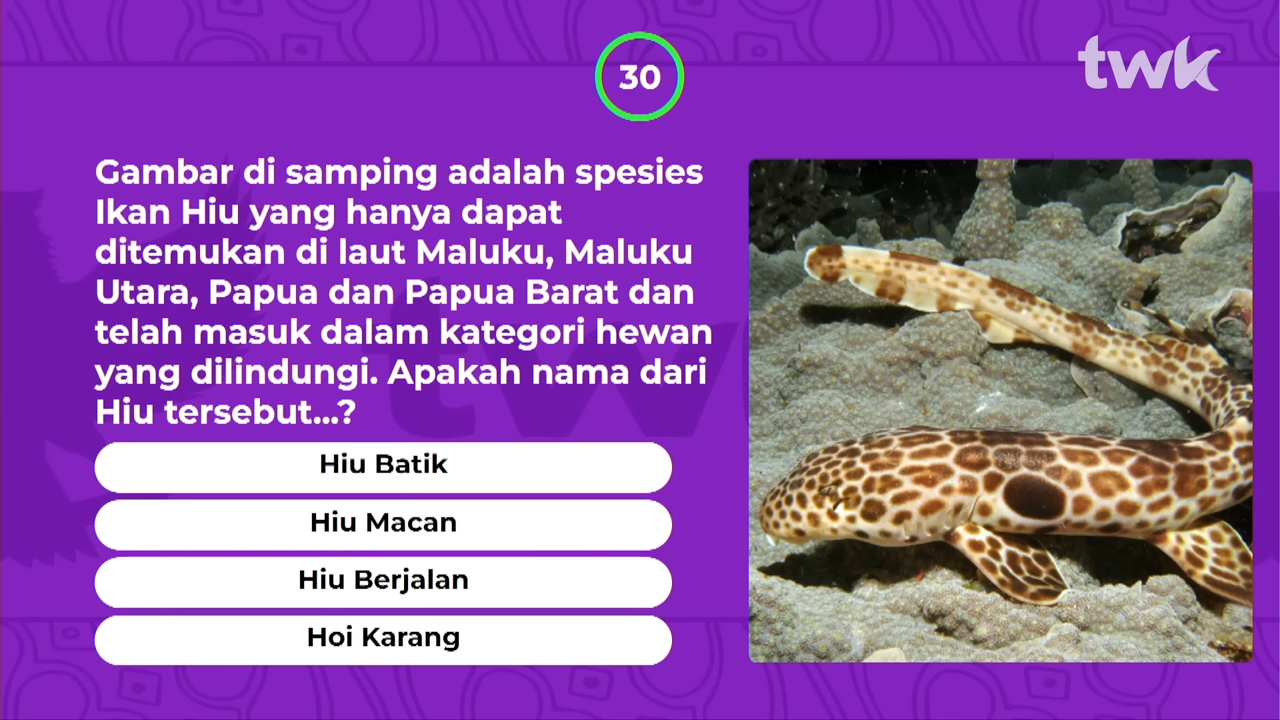 30
twk
Gambar di samping adalah spesies
Ikan Hiu yang hanya dapat
ditemukan di laut Maluku, Maluku
Utara, Papua dan Papua Barat dan
telah masuk dalam kategori hewan
yang dilindungi. Apakah nama dari
Hiu tersebut...?
Hiu Batik
Hiu Macan
Hiu Berjalan
Hoi Karang